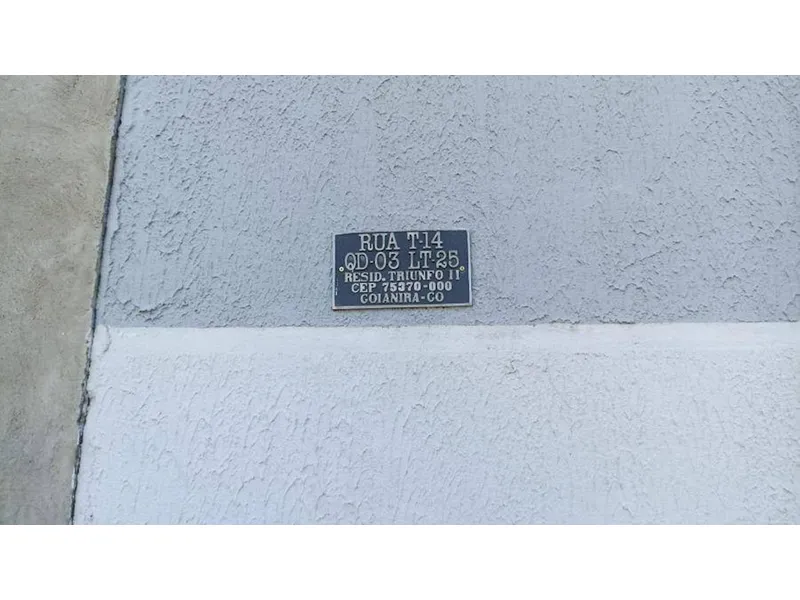 RUA T-14
QD-03 LT-25
RESID. TRIUNFO II
CEP 75370-000
GOIANIRA-GO